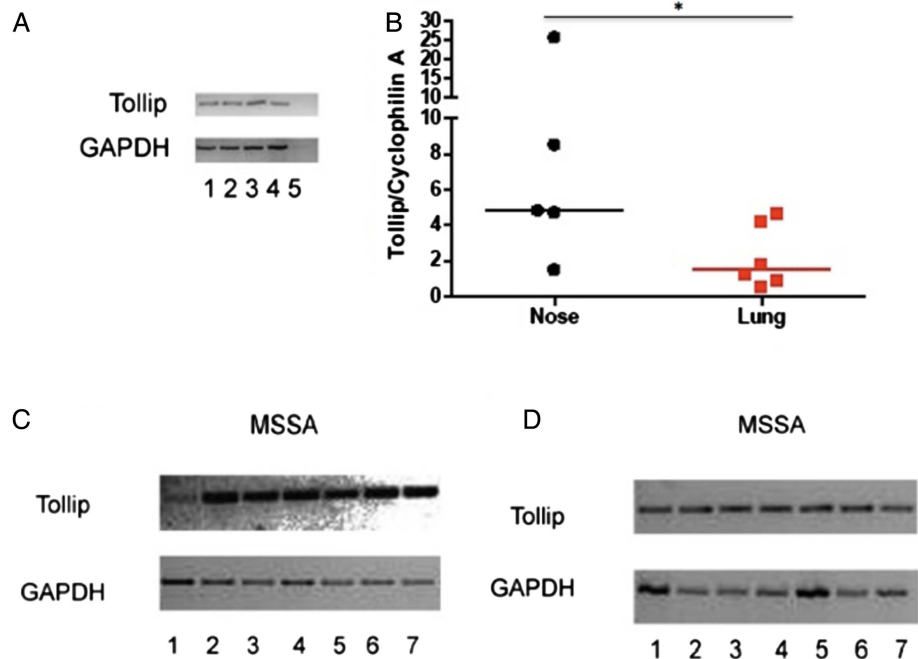 A
Tollip
GAPDH
1 2 3 4 5
B
*
Tollip/Cyclophilin A
30
25
20
15
10
10
8
6
4
2
0
Nose Lung
C
MSSA
Tollip
GAPDH
1 2 3 4 5 6 7
D
MSSA
Tollip
GAPDH
1 2 3 4 5 6 7